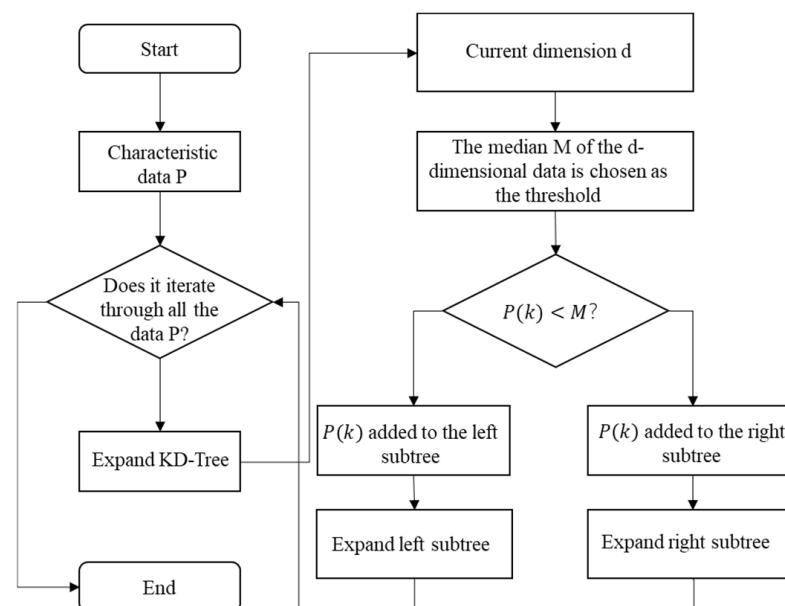 Start
Characteristic
data P
Does it iterate
through all the
data P?
Expand KD-Tree
End
Current dimension d
The median M of the d-
dimensional data is chosen as
the threshold
P(k) < M?
P(k) added to the left
subtree
Expand left subtree
P(k) added to the right
subtree
Expand right subtree